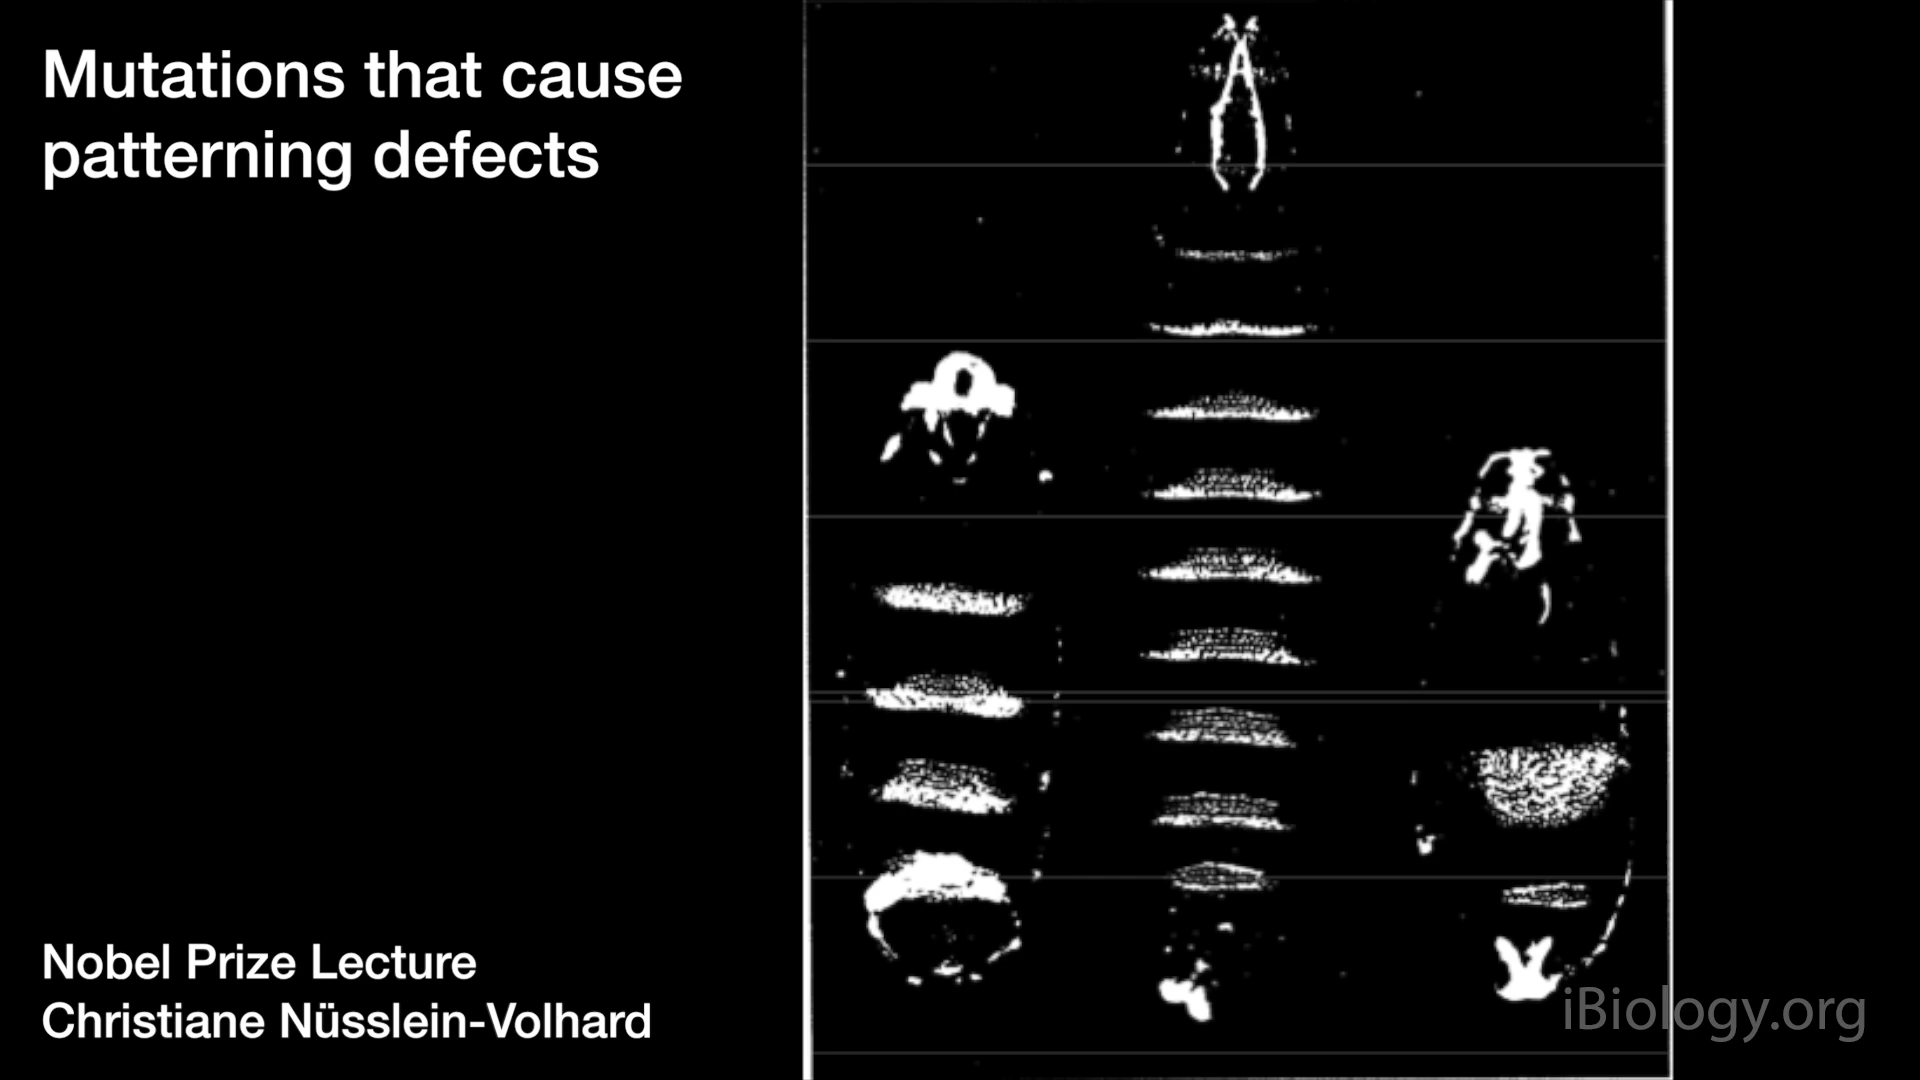 Mutations that cause
patterning defects
Nobel Prize Lecture
Christiane Nüsslein-Volhard
iBiology.org